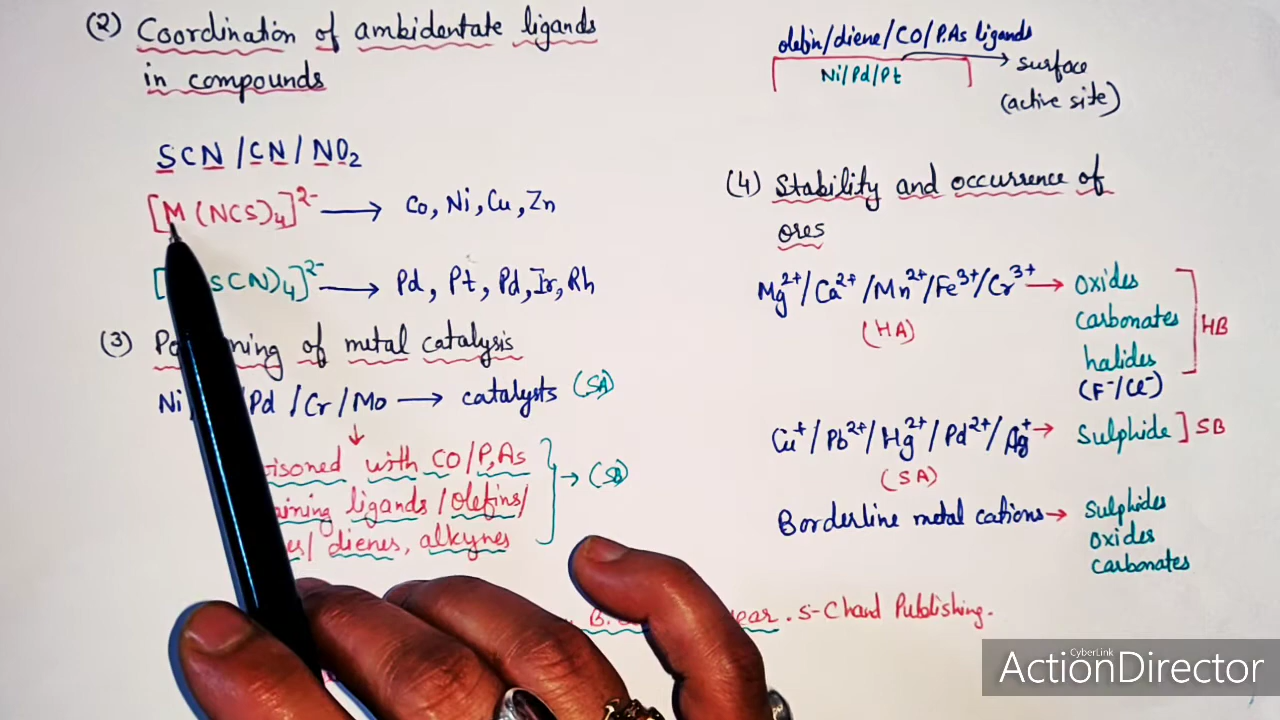 (2) Coordination of ambidentate ligands
in compounds
SCN / CN / NO2
[M(NCS)4]2- → Co, Ni, Cu, Zn
SCN)4]2- → Pd, Pt, Pd, Ir, Rh
(3) of metal catalysis
Ni Pd / Cr / Mo → catalysts (SA)
with CO/P, As
ligands / olefins/
dienes, alkynes
→ (SB)
olefin/diene/CO/P.As ligands
Ni/Pd/Pt → surface
(active site)
(4) Stability and occurrence of
ores
Mg2+/Ca2+/Mn2+/Fe3+/Cr3+ → oxides
(HA) carbonates HB
halides
(F-/Cl-)
Cu+/Pb2+/Hg2+/Pd2+/Ag+ → Sulphide ] SB
(SA)
Borderline metal cations → Sulphides
oxides
carbonates
B. . S-Chand Publishing.
CyberLink
ActionDirector